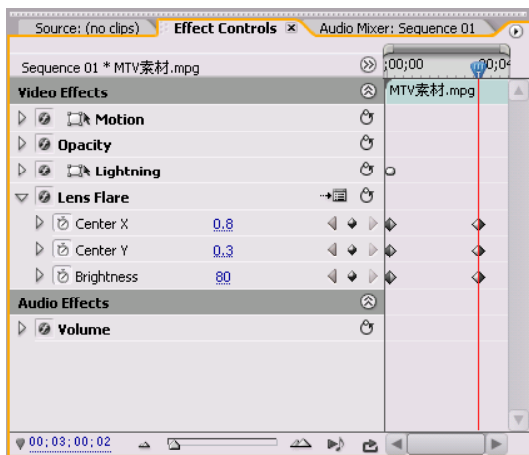 Source: (no clips) Effect Controls Audio Mixer: Sequence 01
Sequence 01 * MTV素材.mpg ;00;00
Video Effects MTV素材.mpg
Motion
Opacity
Lightning
Lens Flare
Center X 0.8
Center Y 0.3
Brightness 80
Audio Effects
Volume
00;03;00;02